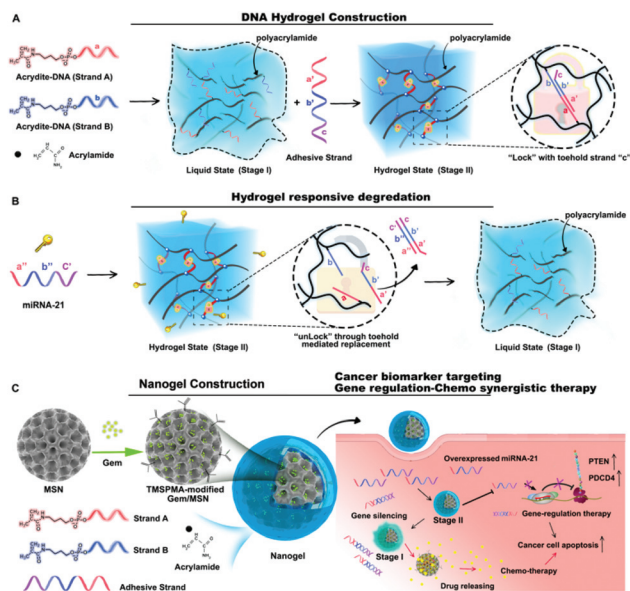 A
DNA Hydrogel Construction
a
Acrydite-DNA (Strand A)
b
Acrydite-DNA (Strand B)
Acrylamide
polyacrylamide
Liquid State (Stage I)
+
a'
b'
c
Adhesive Strand
polyacrylamide
Hydrogel State (Stage II)
c
b
b'
a'
a
"Lock" with toehold strand "c"
B
Hydrogel responsive degredation
a'' b'' C'
miRNA-21
Hydrogel State (Stage II)
b
c
b'
a
a'
"unLock" through toehold
mediated replacement
C'
c
b''
b'
a''
a'
polyacrylamide
Liquid State (Stage I)
C
Nanogel Construction
Cancer biomarker targeting
Gene regulation-Chemo synergistic therapy
MSN
Gem
TMSPMA-modified
Gem/MSN
Strand A
Strand B
Adhesive Strand
Acrylamide
Nanogel
Overexpressed miRNA-21
PTEN
PDCD4
Gene silencing
Stage II
Gene-regulation therapy
Stage I
Cancer cell apoptosis
Chemo-therapy
Drug releasing